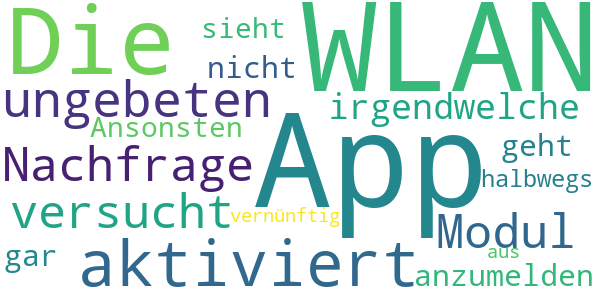 Die
sieht
WLAN
nicht
ungebeten
irgendwelche
Ansonsten
App
geht
Nachfrage
halbwegs
versucht
vernünftig
Modul
gar
aktiviert
aus
anzumelden